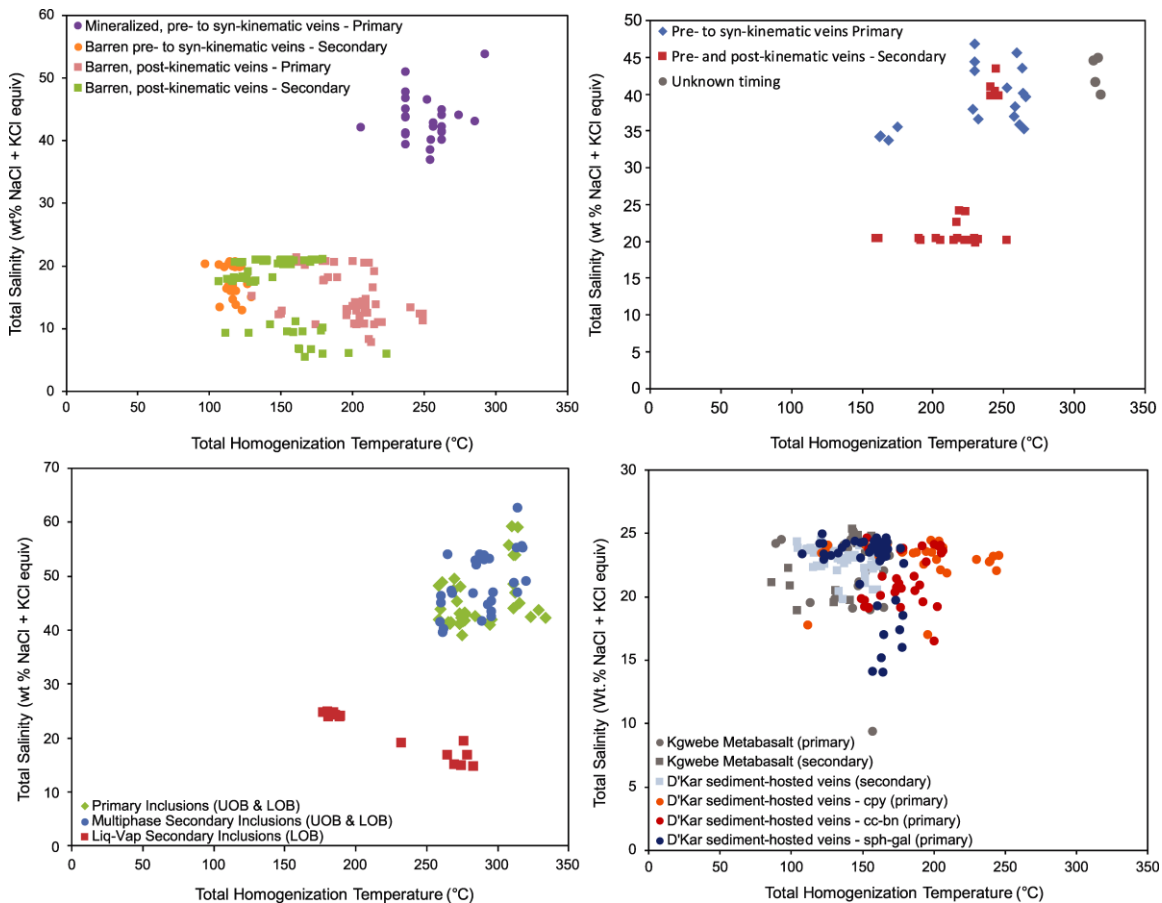 60
50
40
30
20
10
0
Total Salinity (wt% NaCl + KCl equiv)
Mineralized, pre- to syn-kinematic veins - Primary
Barren pre- to syn-kinematic veins - Secondary
Barren, post-kinematic veins - Primary
Barren, post-kinematic veins - Secondary
0 50 100 150 200 250 300 350
Total Homogenization Temperature (°C)
50
45
40
35
30
25
20
15
10
5
0
Total Salinity (wt % NaCl + KCl equiv)
Pre- to syn-kinematic veins Primary
Pre- and post-kinematic veins - Secondary
Unknown timing
0 50 100 150 200 250 300 350
Total Homogenization Temperature (°C)
70
60
50
40
30
20
10
0
Total Salinity (wt % NaCl + KCl equiv)
Primary Inclusions (UOB & LOB)
Multiphase Secondary Inclusions (UOB & LOB)
Liq-Vap Secondary Inclusions (LOB)
0 50 100 150 200 250 300 350
Total Homogenization Temperature (°C)
30
25
20
15
10
5
0
Total Salinity (Wt.% NaCl + KCl equiv)
Kgwebe Metabasalt (primary)
Kgwebe Metabasalt (secondary)
D'Kar sediment-hosted veins (secondary)
D'Kar sediment-hosted veins - cpy (primary)
D'Kar sediment-hosted veins - cc-bn (primary)
D'Kar sediment-hosted veins - sph-gal (primary)
0 50 100 150 200 250 300 350
Total Homogenization Temperature (°C)